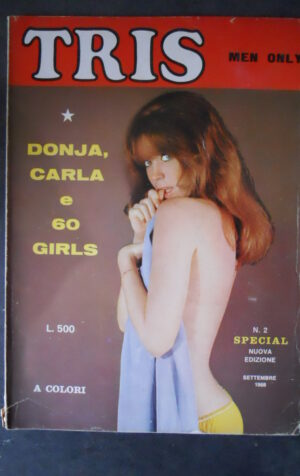 TRIS
MEN ONLY
DONJA,
CARLA
e
60
GIRLS
L. 500
N. 2
SPECIAL
NUOVA
EDIZIONE
SETTEMBRE
1968
A COLORI